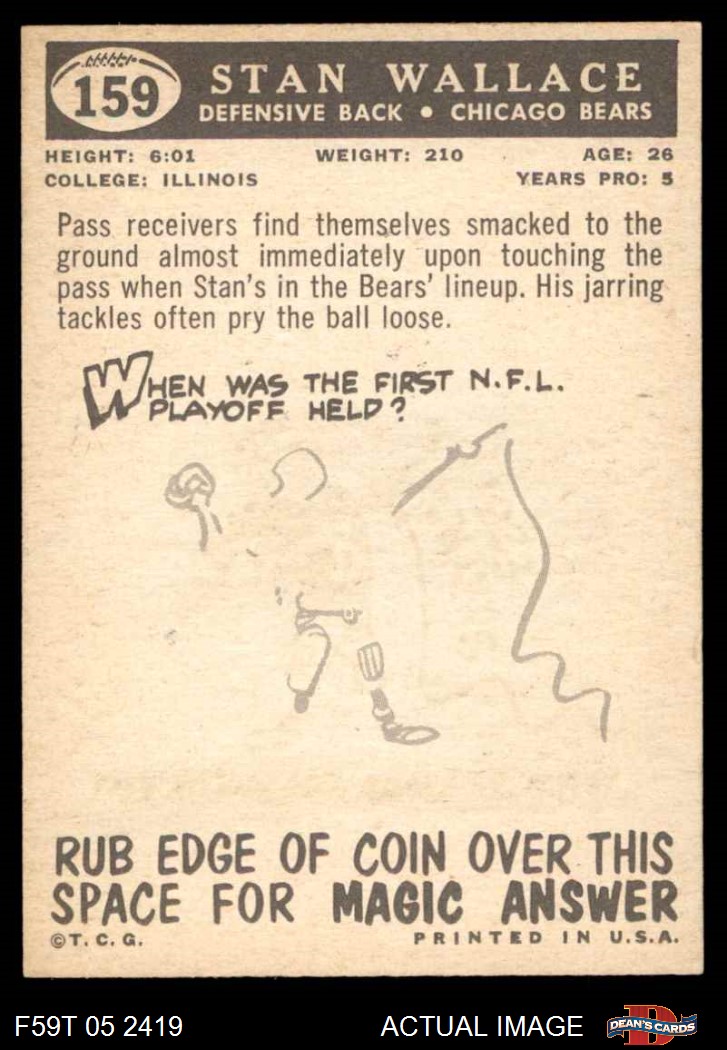 159
STAN WALLACE
DEFENSIVE BACK • CHICAGO BEARS
HEIGHT: 6:01 WEIGHT: 210 AGE: 26
COLLEGE: ILLINOIS YEARS PRO: 5
Pass receivers find themselves smacked to the
ground almost immediately upon touching the
pass when Stan's in the Bears' lineup. His jarring
tackles often pry the ball loose.
WHEN WAS THE FIRST N.F.L.
PLAYOFF HELD?
RUB EDGE OF COIN OVER THIS
SPACE FOR MAGIC ANSWER
©T. C. G. PRINTED IN U.S.A.
F59T 05 2419 ACTUAL IMAGE D DEAN'S CARDS